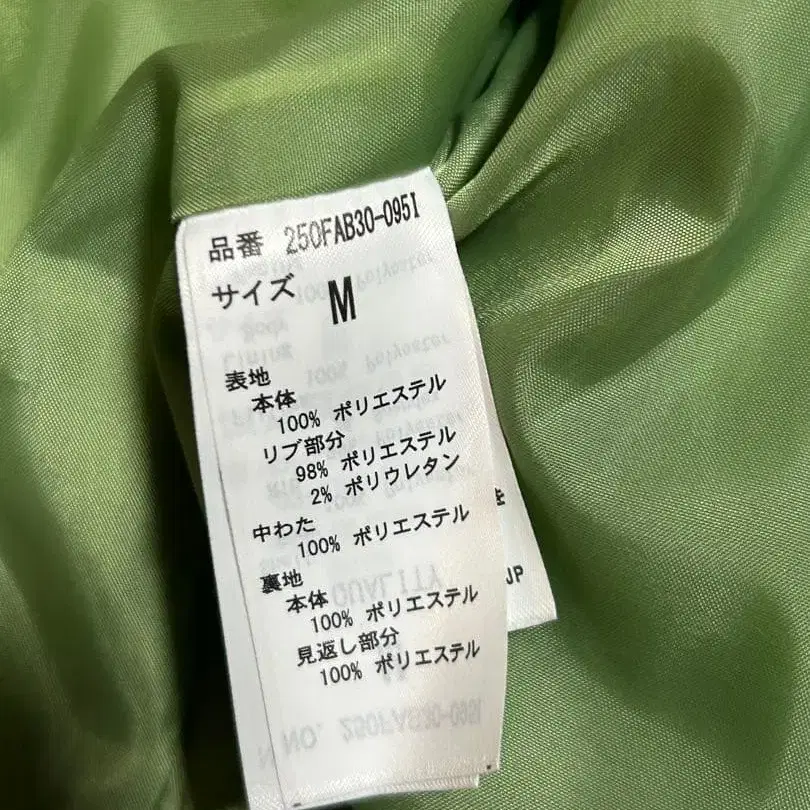 品番 250FAB30-095I
サイズ M
表地
本体
100% ポリエステル
リブ部分
98% ポリエステル
2% ポリウレタン
中わた
100% ポリエステル
裏地
本体
100% ポリエステル
見返し部分
100% ポリエステル
を
JP